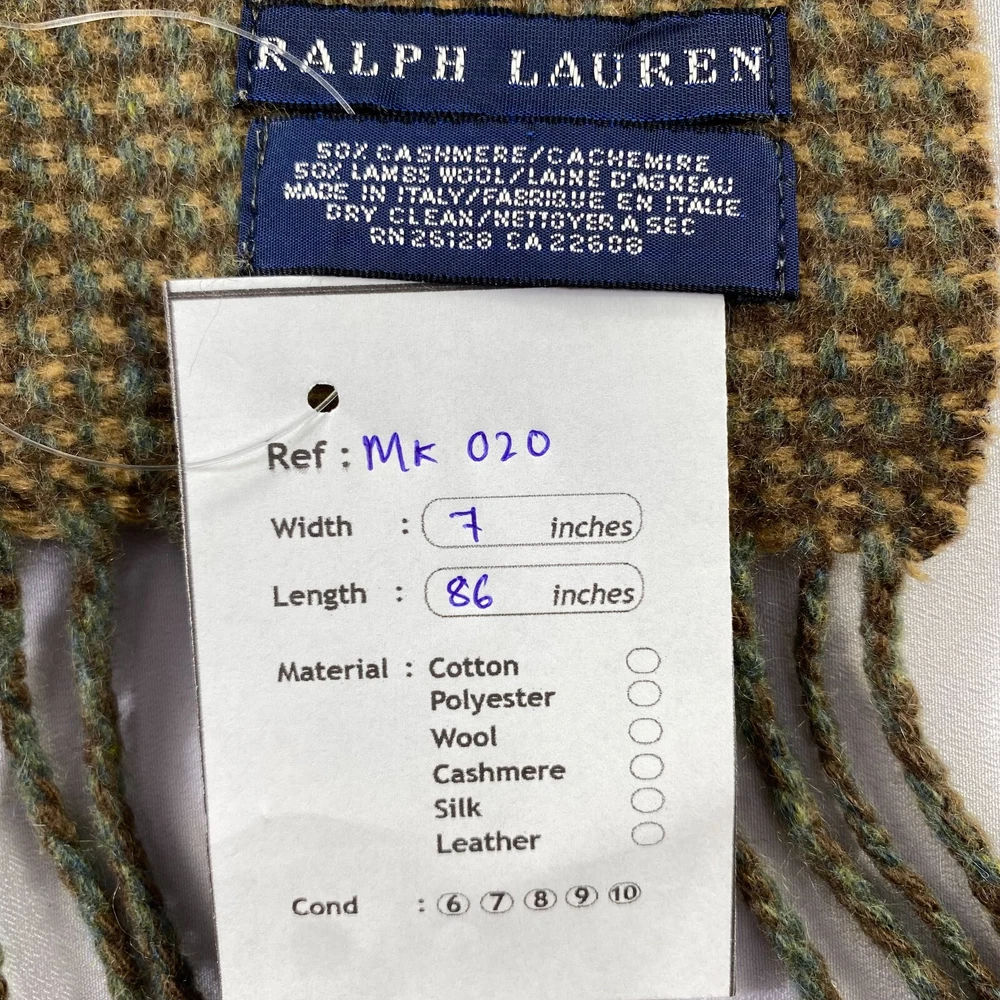 RALPH LAUREN
50% CASHMERE/CACHEMIRE
50% LAMBS WOOL/LAINE D'AGNEAU
MADE IN ITALY/FABRIQUE EN ITALIE
DRY CLEAN/NETTOYER A SEC
RN 26128 CA 22608
Ref : MK 020
Width : 7 inches
Length : 86 inches
Material : Cotton
Polyester
Wool
Cashmere
Silk
Leather
Cond : 6 7 8 9 10